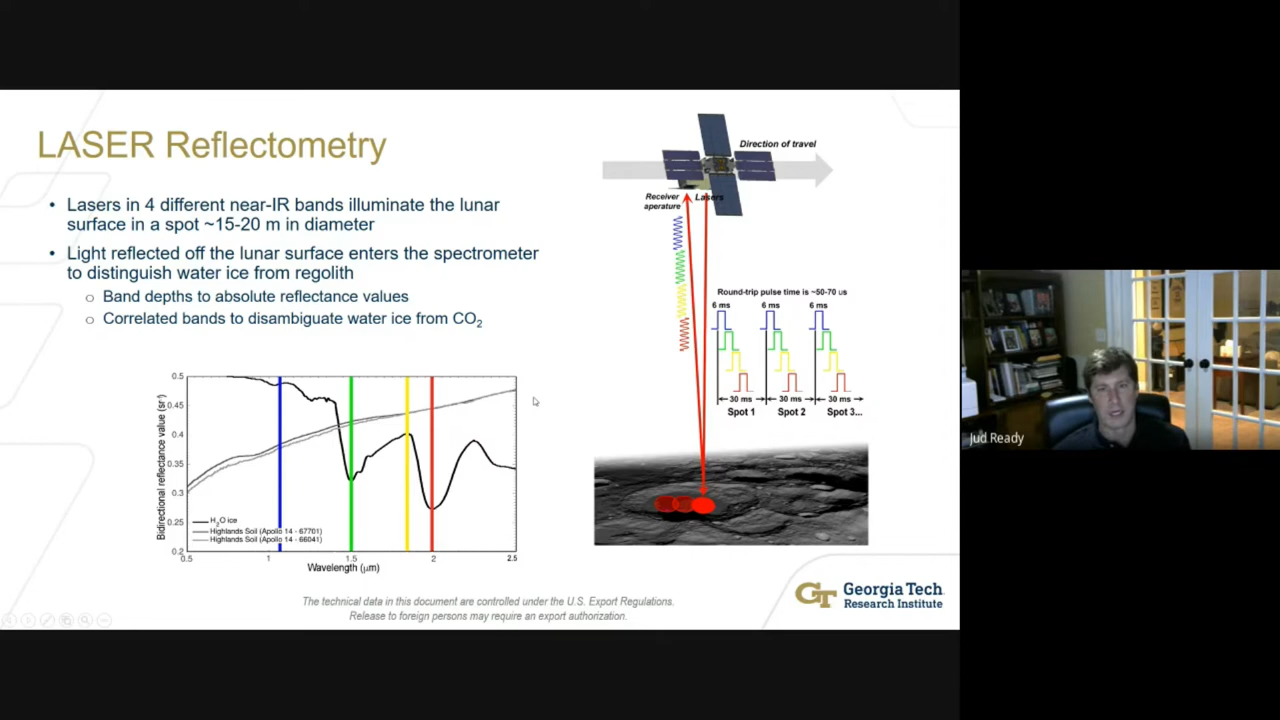 LASER Reflectometry
• Lasers in 4 different near-IR bands illuminate the lunar
surface in a spot ~15-20 m in diameter
• Light reflected off the lunar surface enters the spectrometer
to distinguish water ice from regolith
○ Band depths to absolute reflectance values
○ Correlated bands to disambiguate water ice from CO₂
Direction of travel
Receiver
aperature
Lasers
Round-trip pulse time is ~50-70 us
6 ms 6 ms 6 ms
30 ms 30 ms 30 ms
Spot 1 Spot 2 Spot 3...
Bidirectional reflectance value (sr⁻¹)
0.5
0.45
0.4
0.35
0.3
0.25
0.2
H₂O ice
Highlands Soil (Apollo 14 - 67701)
Highlands Soil (Apollo 14 - 66041)
0.5 1 1.5 2 2.5
Wavelength (μm)
The technical data in this document are controlled under the U.S. Export Regulations.
Release to foreign persons may require an export authorization.
GT
Georgia Tech
Research Institute
Jud Ready